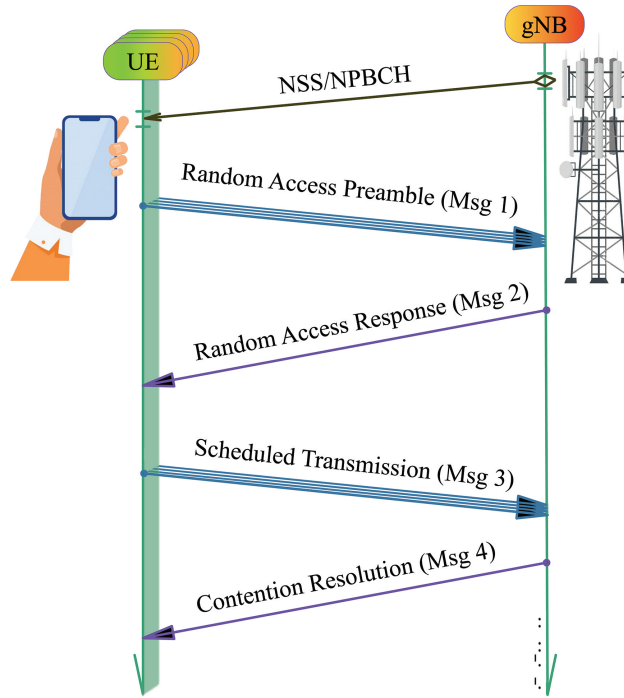 UE
gNB
NSS/NPBCH
Random Access Preamble (Msg 1)
Random Access Response (Msg 2)
Scheduled Transmission (Msg 3)
Contention Resolution (Msg 4)